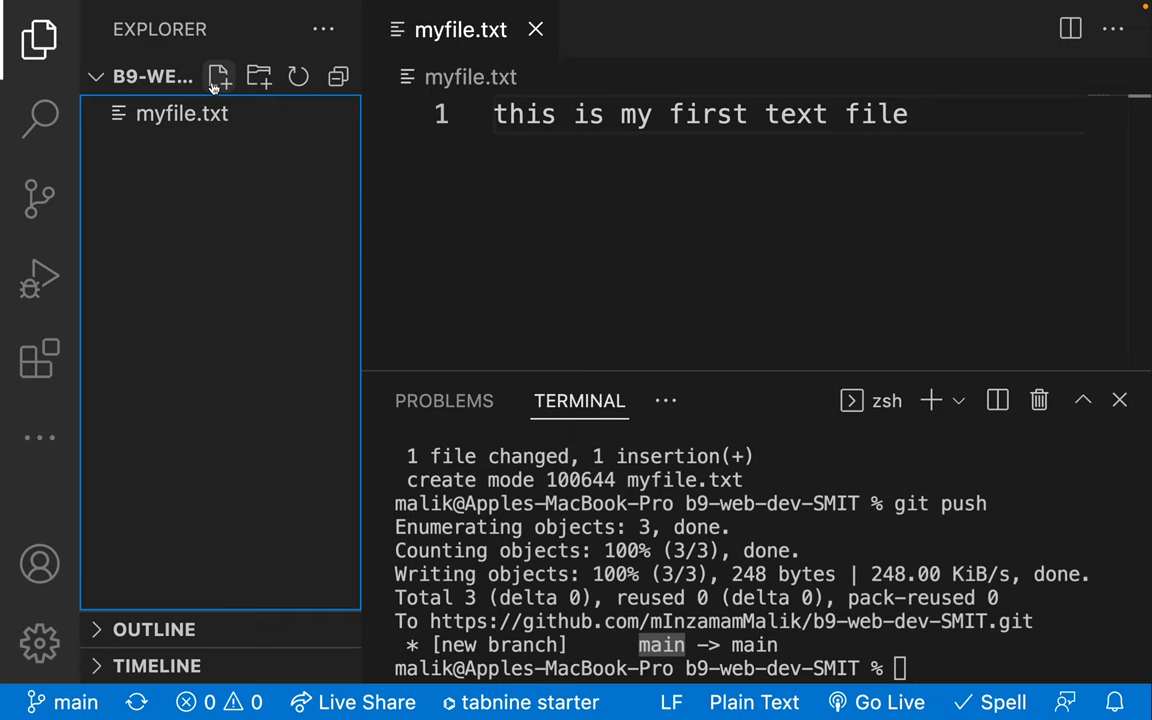 EXPLORER
B9-WE...
myfile.txt
myfile.txt
myfile.txt
1 this is my first text file
PROBLEMS TERMINAL
zsh
1 file changed, 1 insertion(+)
create mode 100644 myfile.txt
malik@Apples-MacBook-Pro b9-web-dev-SMIT % git push
Enumerating objects: 3, done.
Counting objects: 100% (3/3), done.
Writing objects: 100% (3/3), 248 bytes | 248.00 KiB/s, done.
Total 3 (delta 0), reused 0 (delta 0), pack-reused 0
To https://github.com/mInzamamMalik/b9-web-dev-SMIT.git
* [new branch] main -> main
malik@Apples-MacBook-Pro b9-web-dev-SMIT %
OUTLINE
TIMELINE
main 0 0 Live Share tabnine starter LF Plain Text Go Live Spell